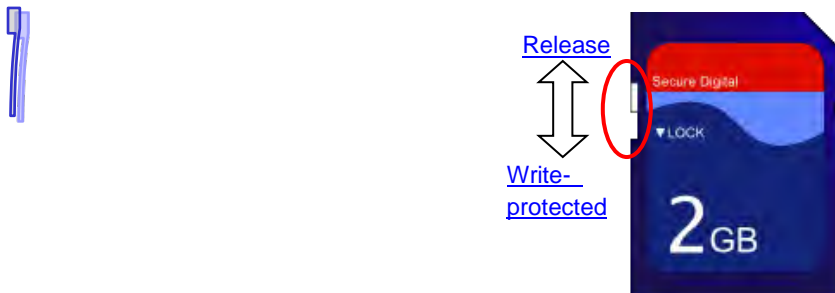 Release
Secure Digital
▼LOCK
Write-
protected
2GB